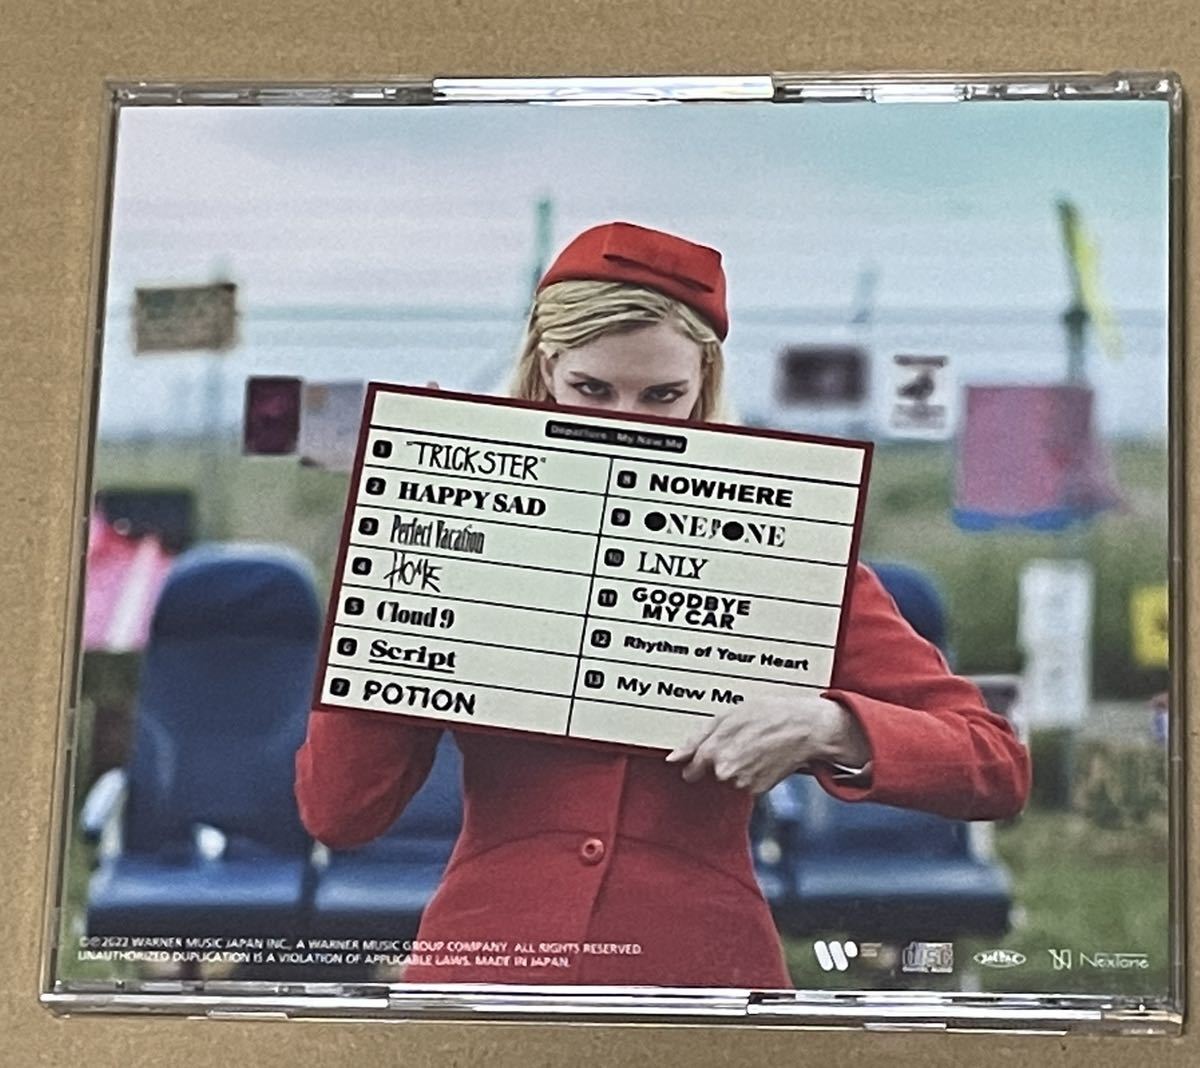 Departure : My New Me
1 "TRICKSTER"
2 HAPPY SAD
3 Perfect Vacation
4 HOME
5 Cloud 9
6 Script
7 POTION
8 NOWHERE
9 ONE BY ONE
10 LNLY
11 GOODBYE
MY CAR
12 Rhythm of Your Heart
13 My New Me
©℗2022 WARNER MUSIC JAPAN INC., A WARNER MUSIC GROUP COMPANY. ALL RIGHTS RESERVED.
UNAUTHORIZED DUPLICATION IS A VIOLATION OF APPLICABLE LAWS. MADE IN JAPAN.
disc
NexTone